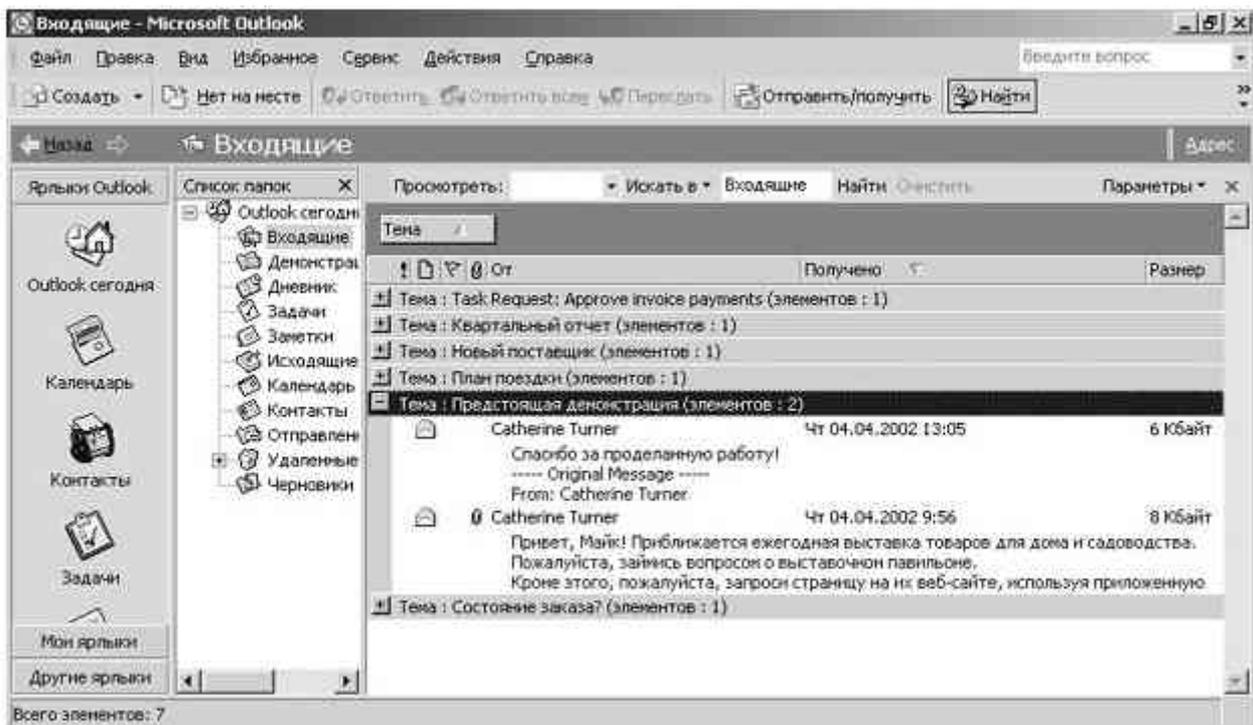 Входящие - Microsoft Outlook
Файл Правка Вид Избранное Сервис Действия Справка Введите вопрос
Создать Нет на месте Ответить Ответить всем Переслать Отправить/получить Найти
Назад Входящие Адрес
Ярлыки Outlook
Outlook сегодня
Календарь
Контакты
Задачи
Мои ярлыки
Другие ярлыки
Список папок
Outlook сегодн
Входящие
Демонстрац
Дневник
Задачи
Заметки
Исходящие
Календарь
Контакты
Отправлен
Удаленные
Черновики
Просмотреть: Искать в Входящие Найти Очистить Параметры
Тема
От Получено Размер
Тема : Task Request: Approve invoice payments (элементов : 1)
Тема : Квартальный отчет (элементов : 1)
Тема : Новый поставщик (элементов : 1)
Тема : План поездки (элементов : 1)
Тема : Предстоящая демонстрация (элементов : 2)
Catherine Turner Чт 04.04.2002 13:05 6 Кбайт
Спасибо за проделанную работу!
----- Original Message -----
From: Catherine Turner
Catherine Turner Чт 04.04.2002 9:56 8 Кбайт
Привет, Майк! Приближается ежегодная выставка товаров для дома и садоводства.
Пожалуйста, займись вопросом о выставочном павильоне.
Кроме этого, пожалуйста, запроси страницу на их веб-сайте, используя приложенную
Тема : Состояние заказа? (элементов : 1)
Всего элементов: 7